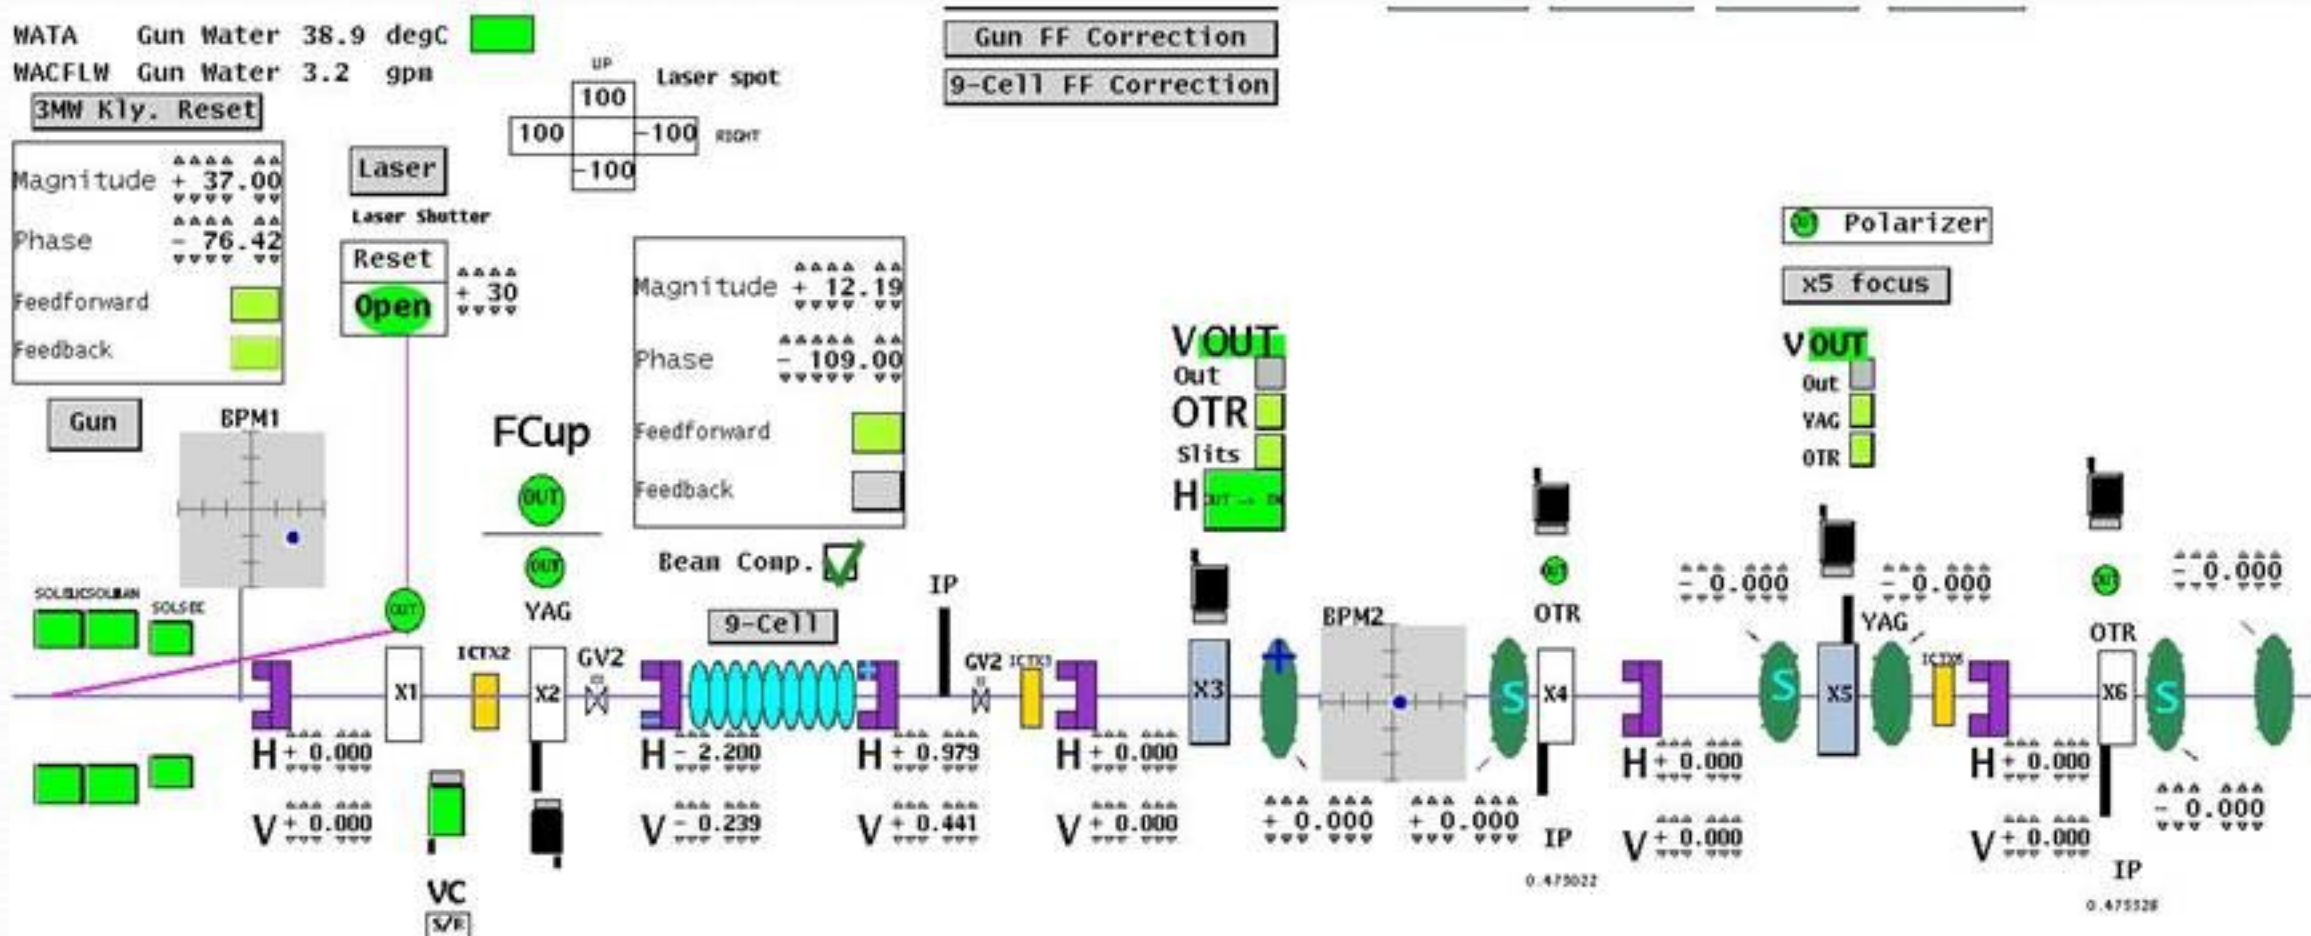 WATA Gun Water 38.9 degC
WACFLW Gun Water 3.2 gpm
3MW Kly. Reset
Magnitude + 37.00
Phase - 76.42
Feedforward
Feedback
Gun
BPM1
Laser
Laser Shutter
Reset
Open
+ 30
UP
Laser spot
100
100
-100
RIGHT
-100
Gun FF Correction
9-Cell FF Correction
FCup
OUT
OUT
YAG
Magnitude + 12.19
Phase - 109.00
Feedforward
Feedback
Beam Comp.
9-Cell
IP
V OUT
Out
OTR
Slits
H
Polarizer
x5 focus
V OUT
Out
YAG
OTR
SOLSEC
OUT
X1
ICTX2
X2
GV2
GV2
X3
BPM2
S
OUT
OTR
X4
- 0.000
S
YAG
X5
- 0.000
OUT
OTR
X6
S
- 0.000
H + 0.000
V + 0.000
VC
S/R
H - 2.200
V - 0.239
H + 0.979
V + 0.441
H + 0.000
V + 0.000
+ 0.000
+ 0.000
IP
H + 0.000
V + 0.000
H + 0.000
V + 0.000
IP
- 0.000